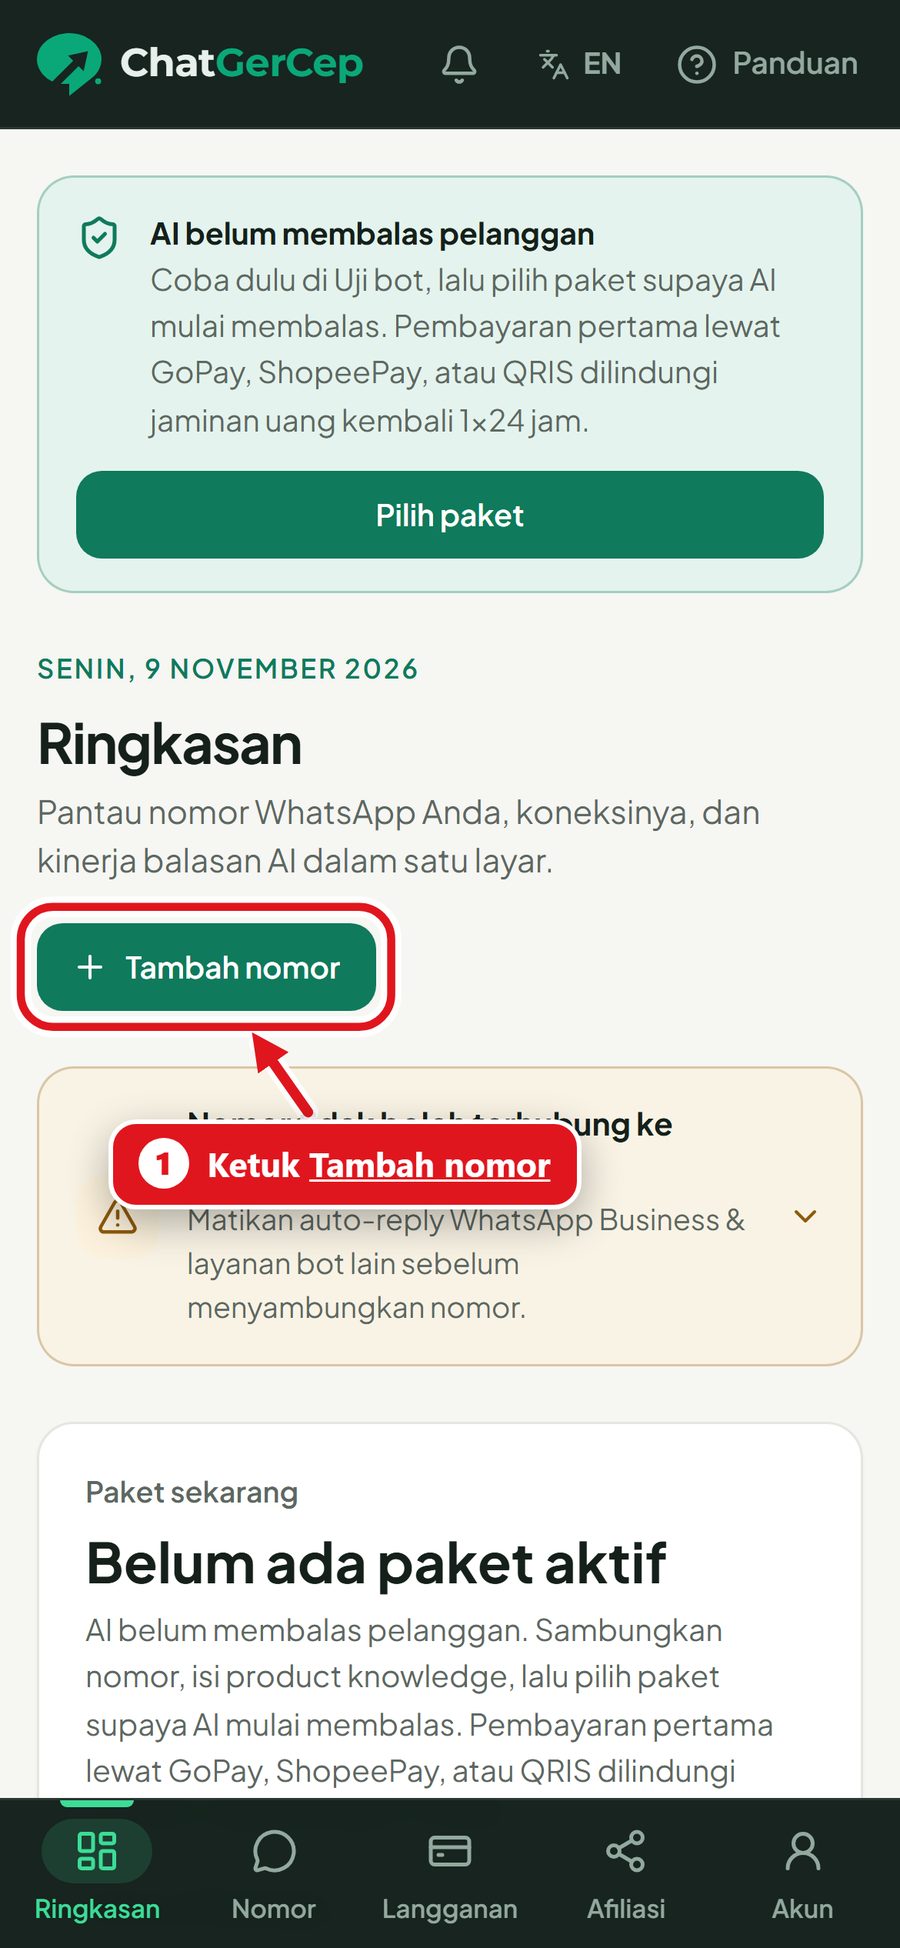 ChatGerCep
EN
Panduan
AI belum membalas pelanggan
Coba dulu di Uji bot, lalu pilih paket supaya AI
mulai membalas. Pembayaran pertama lewat
GoPay, ShopeePay, atau QRIS dilindungi
jaminan uang kembali 1×24 jam.
Pilih paket
SENIN, 9 NOVEMBER 2026
Ringkasan
Pantau nomor WhatsApp Anda, koneksinya, dan
kinerja balasan AI dalam satu layar.
+ Tambah nomor
ke
1 Ketuk Tambah nomor
Matikan auto-reply WhatsApp Business &
layanan bot lain sebelum
menyambungkan nomor.
Paket sekarang
Belum ada paket aktif
AI belum membalas pelanggan. Sambungkan
nomor, isi product knowledge, lalu pilih paket
supaya AI mulai membalas. Pembayaran pertama
lewat GoPay, ShopeePay, atau QRIS dilindungi
Ringkasan
Nomor
Langganan
Afiliasi
Akun